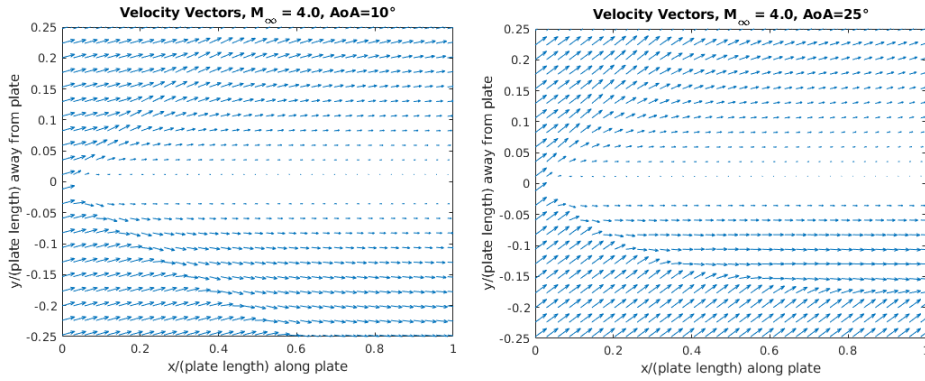 Velocity Vectors, M∞ = 4.0, AoA=10°
y/(plate length) away from plate
0.25
0.2
0.15
0.1
0.05
0
-0.05
-0.1
-0.15
-0.2
-0.25
0 0.2 0.4 0.6 0.8 1
x/(plate length) along plate
Velocity Vectors, M∞ = 4.0, AoA=25°
y/(plate length) away from plate
0.25
0.2
0.15
0.1
0.05
0
-0.05
-0.1
-0.15
-0.2
-0.25
0 0.2 0.4 0.6 0.8 1
x/(plate length) along plate